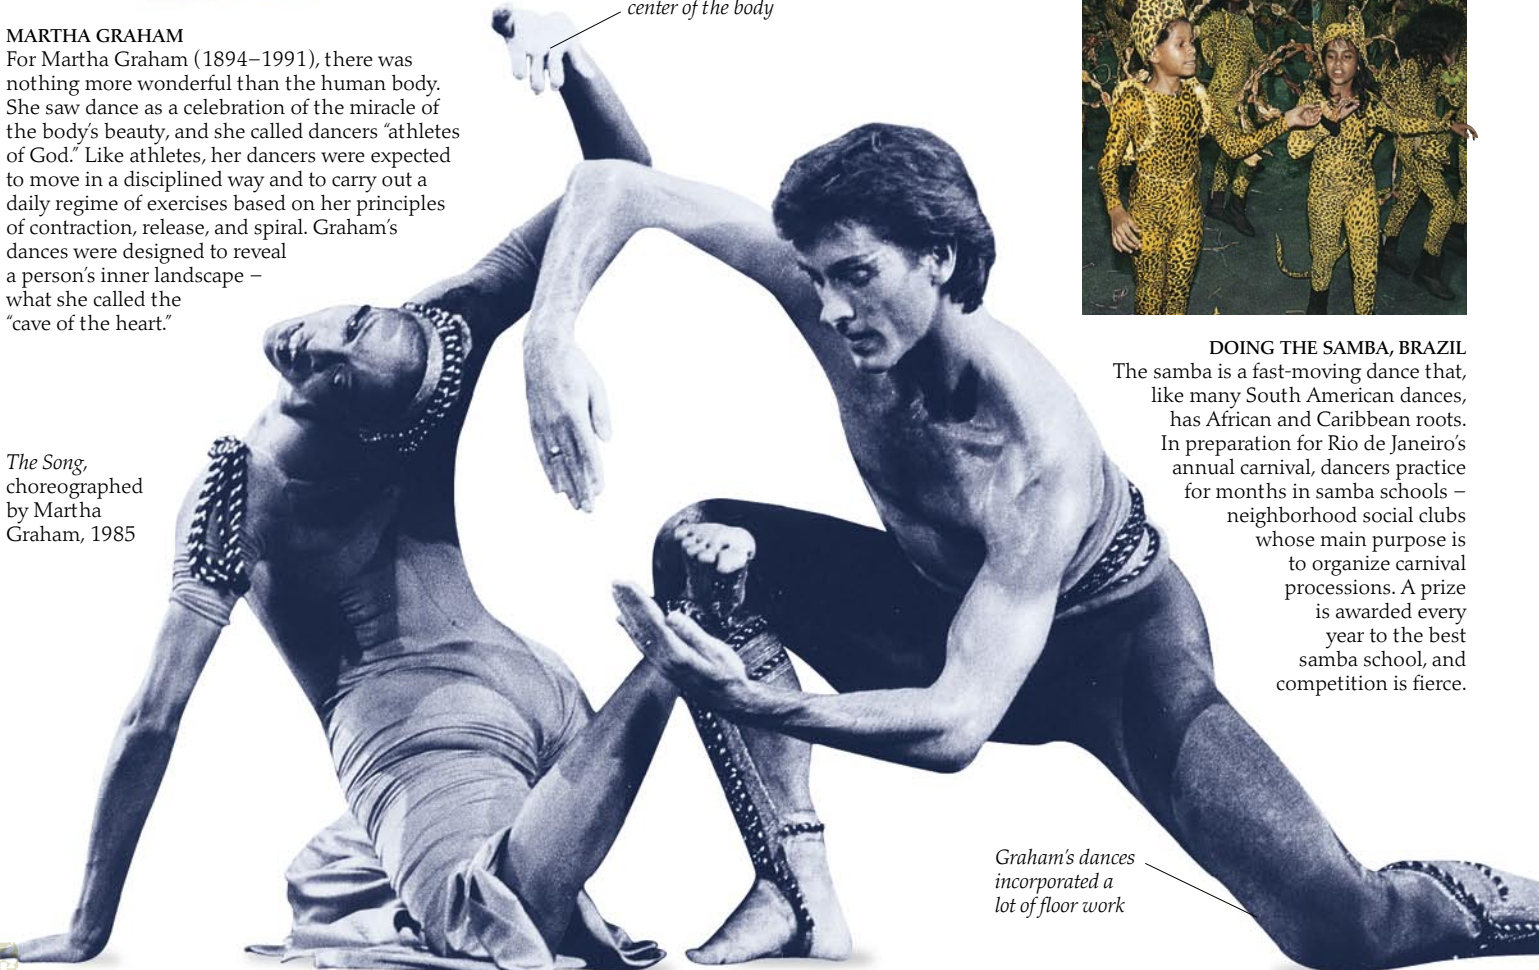 center of the body
MARTHA GRAHAM
For Martha Graham (1894–1991), there was
nothing more wonderful than the human body.
She saw dance as a celebration of the miracle of
the body’s beauty, and she called dancers “athletes
of God.” Like athletes, her dancers were expected
to move in a disciplined way and to carry out a
daily regime of exercises based on her principles
of contraction, release, and spiral. Graham’s
dances were designed to reveal
a person’s inner landscape –
what she called the
“cave of the heart.”
The Song,
choreographed
by Martha
Graham, 1985
DOING THE SAMBA, BRAZIL
The samba is a fast-moving dance that,
like many South American dances,
has African and Caribbean roots.
In preparation for Rio de Janeiro’s
annual carnival, dancers practice
for months in samba schools –
neighborhood social clubs
whose main purpose is
to organize carnival
processions. A prize
is awarded every
year to the best
samba school, and
competition is fierce.
Graham’s dances
incorporated a
lot of floor work